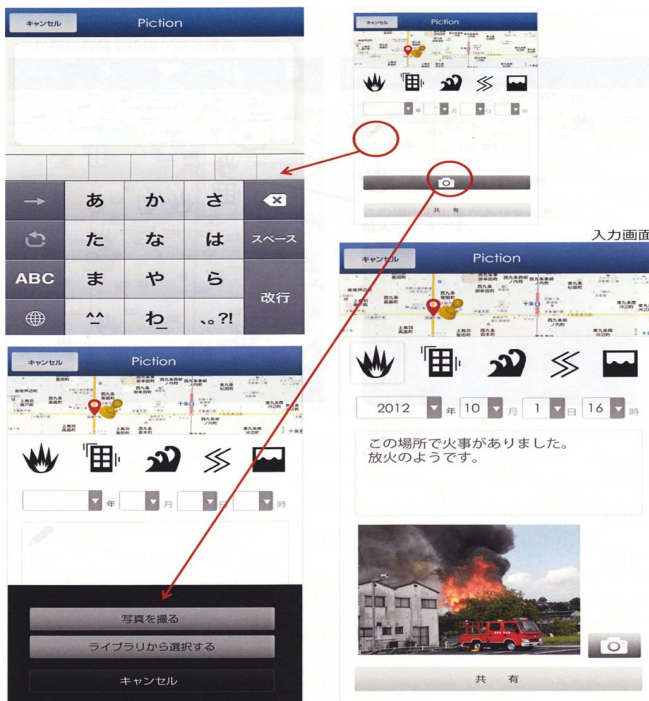 キャンセル Piction
→ あ か さ
た な は スペース
ABC ま や ら 改行
^^ わ 、。?!
キャンセル Piction
年 月 日 時
共 有
入力画面
キャンセル Piction
2012 年 10 月 1 日 16 時
この場所で火事がありました。
放火のようです。
共 有
キャンセル Piction
年 月 日 時
写真を撮る
ライブラリから選択する
キャンセル